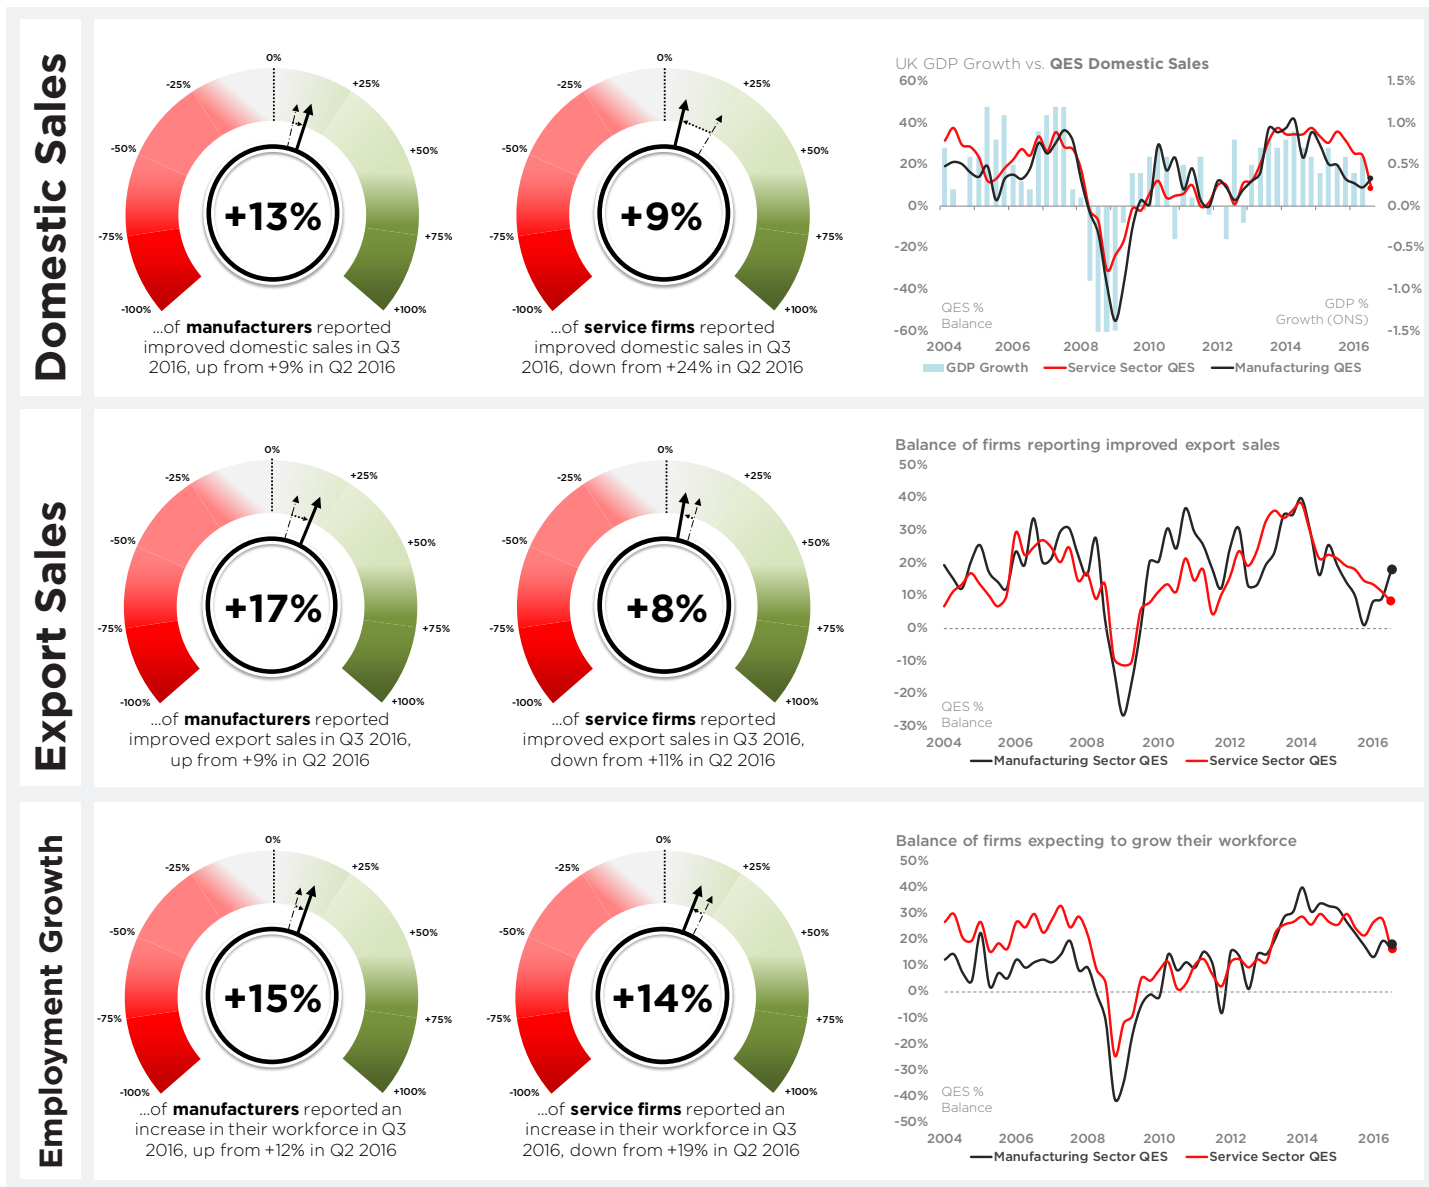 Domestic Sales
0%
-25%
+25%
-50%
+50%
-75%
+75%
-100%
+100%
+13%
...of manufacturers reported
improved domestic sales in Q3
2016, up from +9% in Q2 2016
0%
-25%
+25%
-50%
+50%
-75%
+75%
-100%
+100%
+9%
...of service firms reported
improved domestic sales in Q3
2016, down from +24% in Q2 2016
UK GDP Growth vs. QES Domestic Sales
60% 1.5%
40% 1.0%
20% 0.5%
0% 0.0%
-20% -0.5%
-40% -1.0%
-60% -1.5%
QES %
Balance
GDP %
Growth (ONS)
2004 2006 2008 2010 2012 2014 2016
GDP Growth Service Sector QES Manufacturing QES
Export Sales
0%
-25%
+25%
-50%
+50%
-75%
+75%
-100%
+100%
+17%
...of manufacturers reported
improved export sales in Q3 2016,
up from +9% in Q2 2016
0%
-25%
+25%
-50%
+50%
-75%
+75%
-100%
+100%
+8%
...of service firms reported
improved export sales in Q3 2016,
down from +11% in Q2 2016
Balance of firms reporting improved export sales
50%
40%
30%
20%
10%
0%
-10%
-20%
-30%
QES %
Balance
2004 2006 2008 2010 2012 2014 2016
Manufacturing Sector QES Service Sector QES
Employment Growth
0%
-25%
+25%
-50%
+50%
-75%
+75%
-100%
+100%
+15%
...of manufacturers reported an
increase in their workforce in Q3
2016, up from +12% in Q2 2016
0%
-25%
+25%
-50%
+50%
-75%
+75%
-100%
+100%
+14%
...of service firms reported an
increase in their workforce in Q3
2016, down from +19% in Q2 2016
Balance of firms expecting to grow their workforce
50%
40%
30%
20%
10%
0%
-10%
-20%
-30%
-40%
-50%
QES %
Balance
2004 2006 2008 2010 2012 2014 2016
Manufacturing Sector QES Service Sector QES